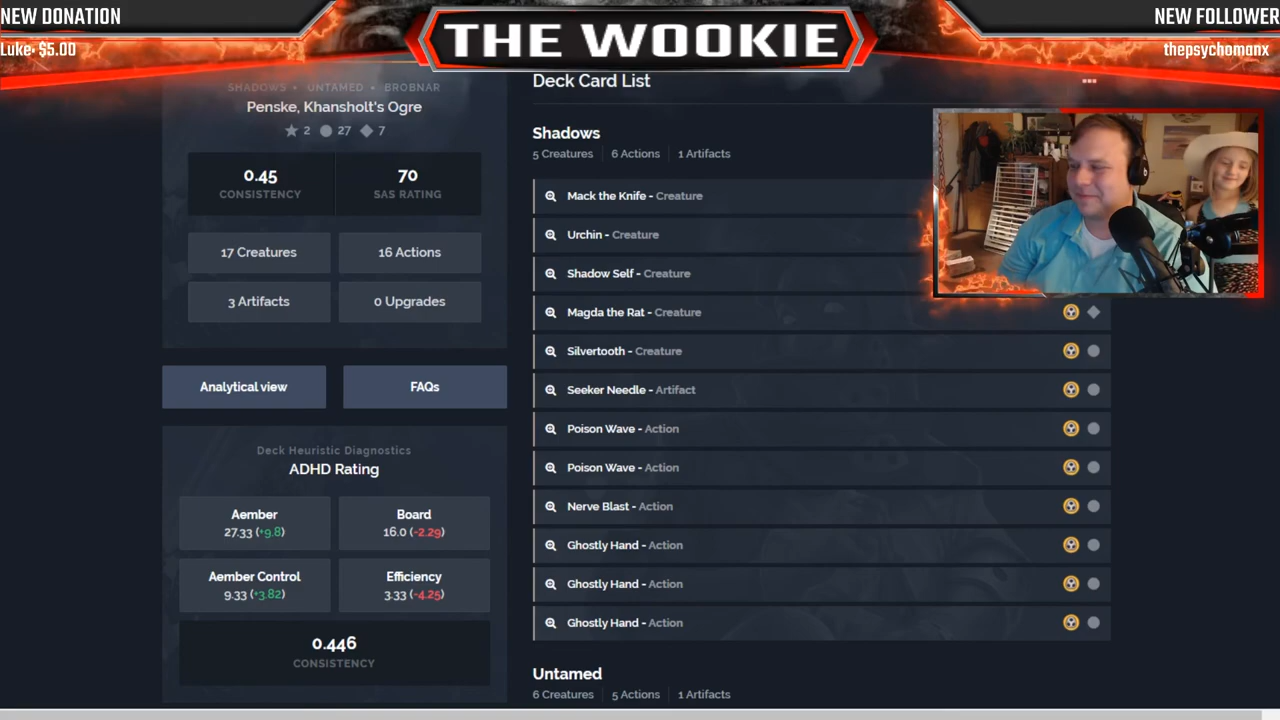 NEW DONATION
Luke: $5.00
THE WOOKIE
NEW FOLLOWER
thepsychomanx
SHADOWS • UNTAMED • BROBNAR
Penske, Khansholt's Ogre
2 27 7
0.45
CONSISTENCY
70
SAS RATING
17 Creatures
16 Actions
3 Artifacts
0 Upgrades
Analytical view
FAQs
Deck Heuristic Diagnostics
ADHD Rating
Aember
27.33 (+9.8)
Board
16.0 (-2.29)
Aember Control
9.33 (+3.82)
Efficiency
3.33 (-4.25)
0.446
CONSISTENCY
Deck Card List
Shadows
5 Creatures 6 Actions 1 Artifacts
Mack the Knife - Creature
Urchin - Creature
Shadow Self - Creature
Magda the Rat - Creature
Silvertooth - Creature
Seeker Needle - Artifact
Poison Wave - Action
Poison Wave - Action
Nerve Blast - Action
Ghostly Hand - Action
Ghostly Hand - Action
Ghostly Hand - Action
Untamed
6 Creatures 5 Actions 1 Artifacts